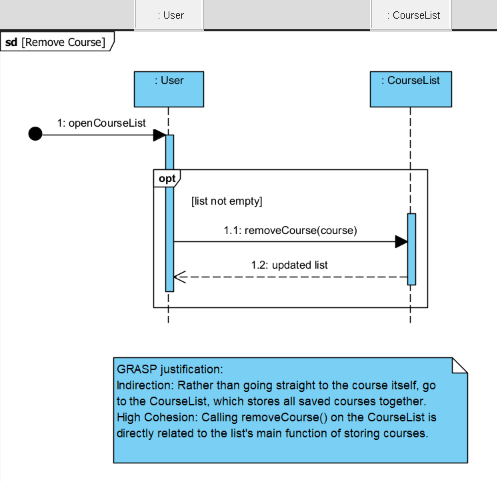 : User
: CourseList
sd [Remove Course]
: User
: CourseList
1: openCourseList
opt
[list not empty]
1.1: removeCourse(course)
1.2: updated list
GRASP justification:
Indirection: Rather than going straight to the course itself, go
to the CourseList, which stores all saved courses together.
High Cohesion: Calling removeCourse() on the CourseList is
directly related to the list's main function of storing courses.